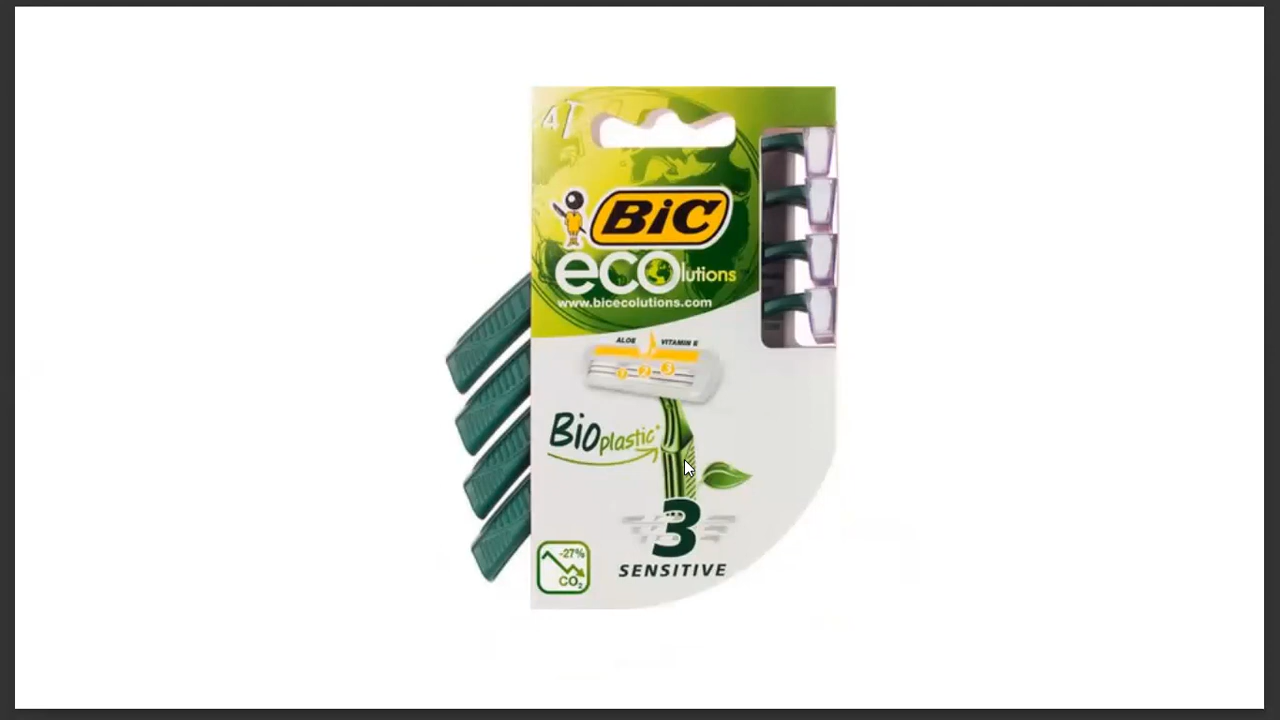 4
BiC
ecolutions
www.bicecolutions.com
ALOE VITAMIN E
1 2 3
Bioplastic*
3
SENSITIVE
-27%
CO2